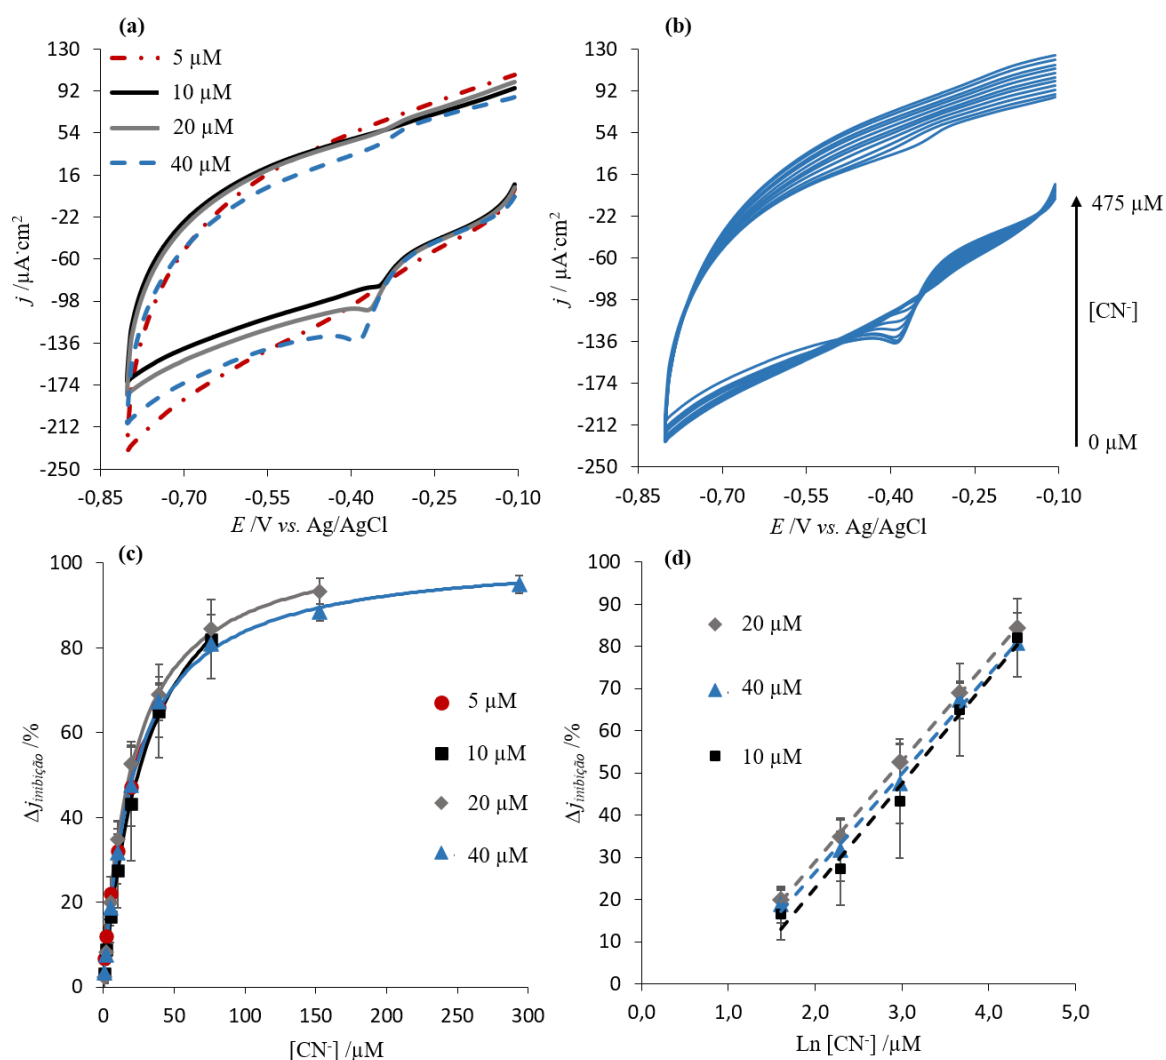 (a)
5 µM
10 µM
20 µM
40 µM
130
92
54
16
-22
-60
-98
-136
-174
-212
-250
j / µA·cm²
-0,85
-0,70
-0,55
-0,40
-0,25
-0,10
E /V vs. Ag/AgCl
(b)
130
92
54
16
-22
-60
-98
-136
-174
-212
-250
j / µA·cm²
475 µM
[CN-]
0 µM
-0,85
-0,70
-0,55
-0,40
-0,25
-0,10
E /V vs. Ag/AgCl
(c)
100
80
60
40
20
0
Δjinibição /%
5 µM
10 µM
20 µM
40 µM
0
50
100
150
200
250
300
[CN-] /µM
(d)
100
90
80
70
60
50
40
30
20
10
0
Δjinibição /%
20 µM
40 µM
10 µM
0,0
1,0
2,0
3,0
4,0
5,0
Ln [CN-] /µM